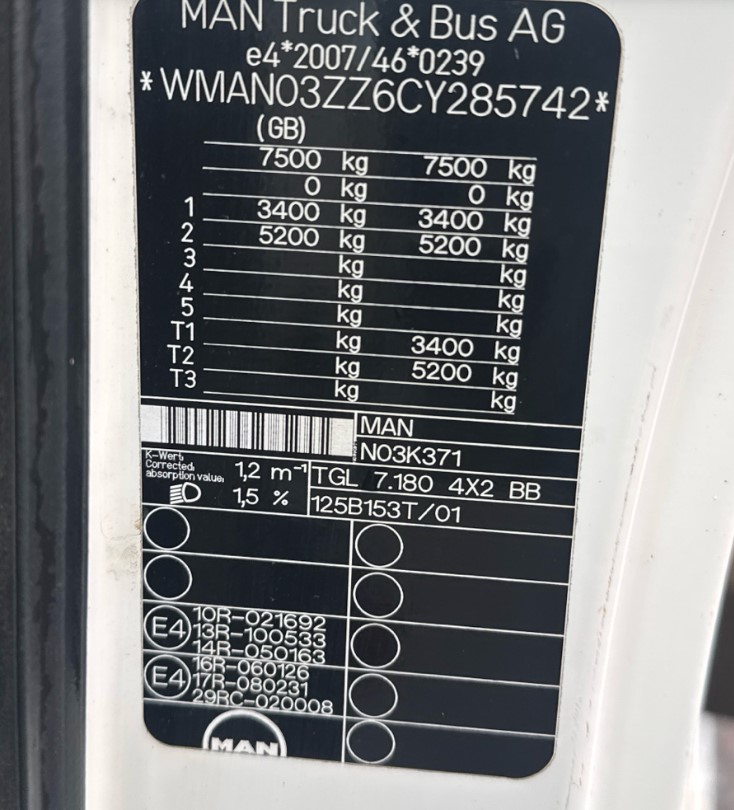 MAN Truck & Bus AG
e4*2007/46*0239
*WMAN03ZZ6CY285742*
(GB)
7500 kg 7500 kg
0 kg 0 kg
1 3400 kg 3400 kg
2 5200 kg 5200 kg
3 kg kg
4 kg kg
5 kg kg
T1 kg 3400 kg
T2 kg 5200 kg
T3 kg kg
MAN
N03K371
K-Wert,
Corrected
absorption value: 1,2 m⁻¹ TGL 7.180 4X2 BB
1,5 % 125B153T/01
E4 10R-021692
13R-100533
14R-050163
E4 16R-060126
17R-080231
29RC-020008
MAN